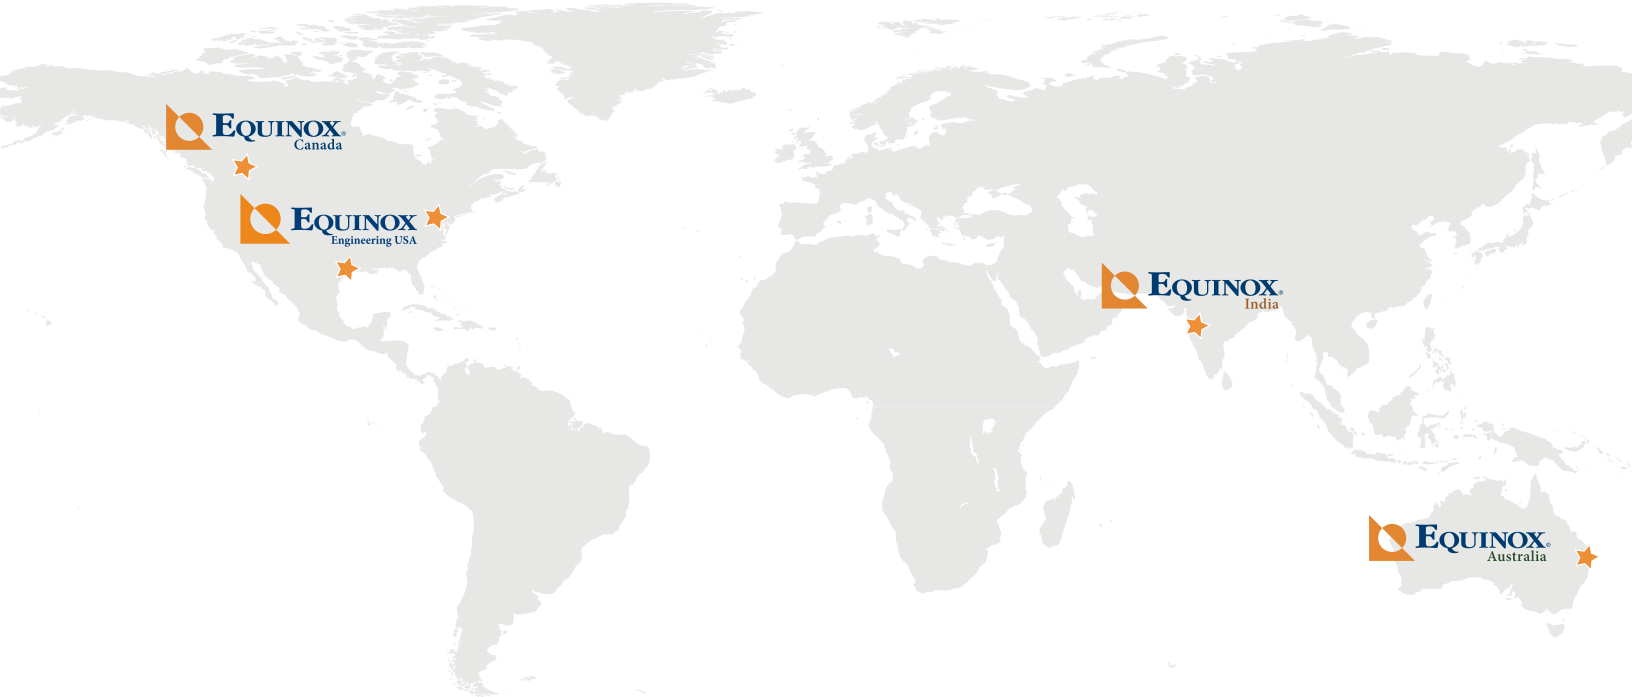 EQUINOX®
Canada
EQUINOX
Engineering USA
EQUINOX®
India
EQUINOX®
Australia